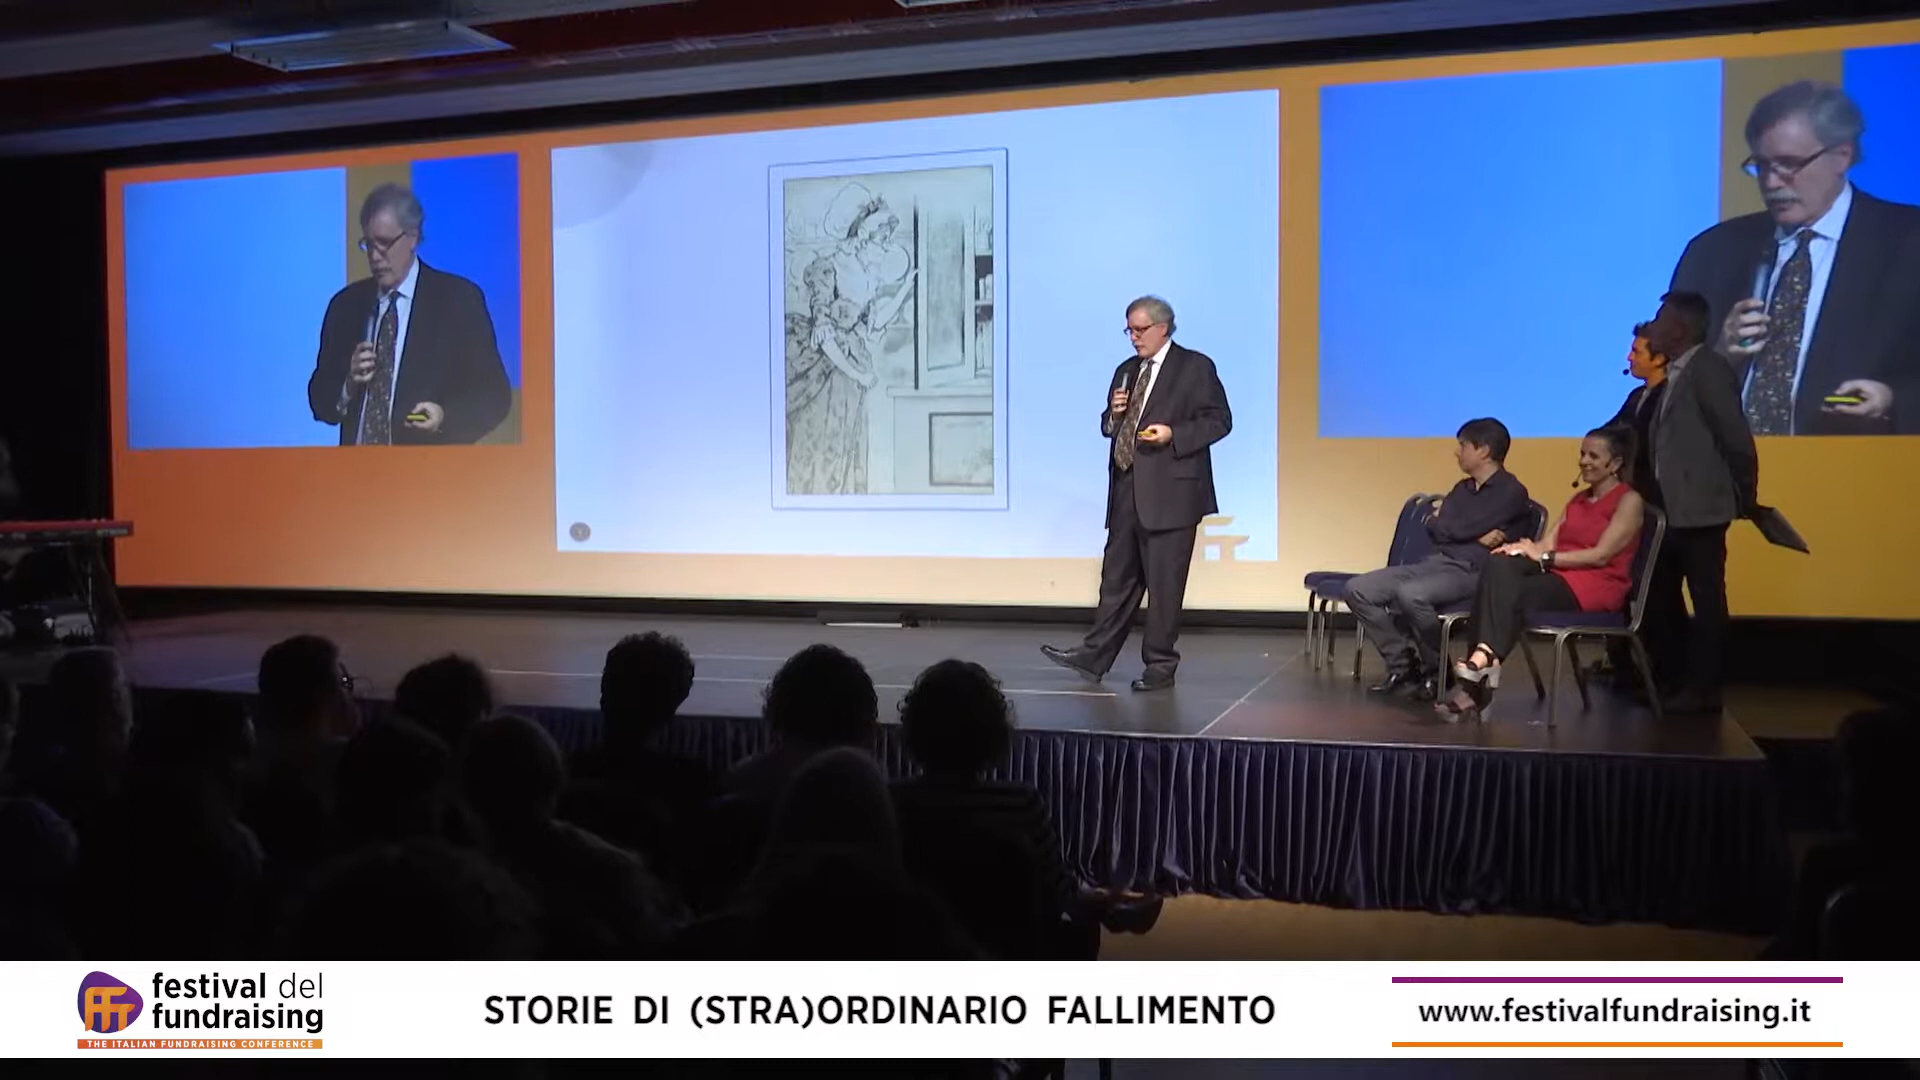 festival del
fundraising
THE ITALIAN FUNDRAISING CONFERENCE
STORIE DI (STRA)ORDINARIO FALLIMENTO
www.festivalfundraising.it